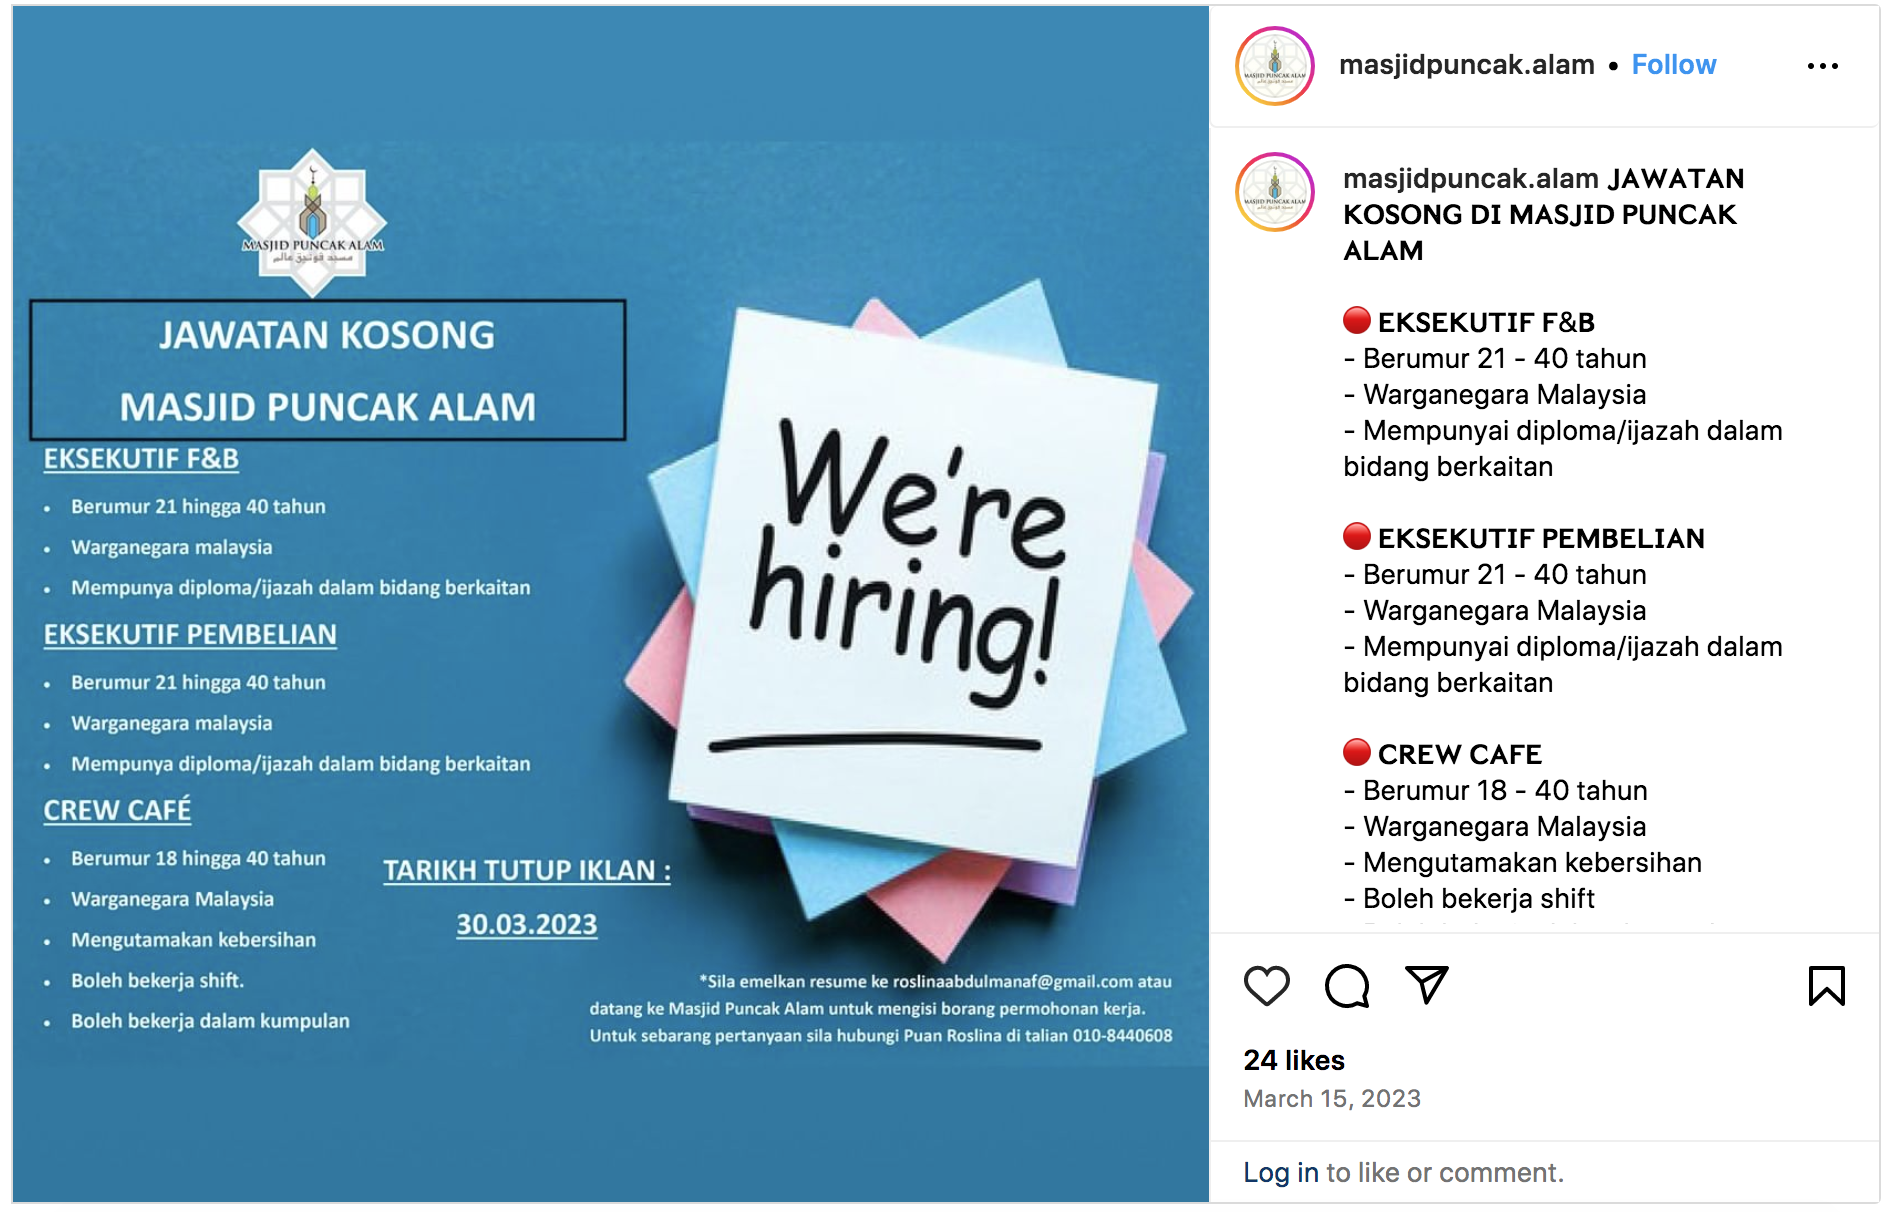 MASJID PUNCAK ALAM
JAWATAN KOSONG
MASJID PUNCAK ALAM
EKSEKUTIF F&B
• Berumur 21 hingga 40 tahun
• Warganegara malaysia
• Mempunya diploma/ijazah dalam bidang berkaitan
EKSEKUTIF PEMBELIAN
• Berumur 21 hingga 40 tahun
• Warganegara malaysia
• Mempunya diploma/ijazah dalam bidang berkaitan
CREW CAFÉ
• Berumur 18 hingga 40 tahun
• Warganegara Malaysia
• Mengutamakan kebersihan
• Boleh bekerja shift.
• Boleh bekerja dalam kumpulan
TARIKH TUTUP IKLAN :
30.03.2023
We're
hiring!
*Sila emelkan resume ke roslinaabdulmanaf@gmail.com atau
datang ke Masjid Puncak Alam untuk mengisi borang permohonan kerja.
Untuk sebarang pertanyaan sila hubungi Puan Roslina di talian 010-8440608
MASJID PUNCAK ALAM
masjidpuncak.alam • Follow
MASJID PUNCAK ALAM
masjidpuncak.alam JAWATAN
KOSONG DI MASJID PUNCAK
ALAM
🔴 EKSEKUTIF F&B
- Berumur 21 - 40 tahun
- Warganegara Malaysia
- Mempunyai diploma/ijazah dalam
bidang berkaitan
🔴 EKSEKUTIF PEMBELIAN
- Berumur 21 - 40 tahun
- Warganegara Malaysia
- Mempunyai diploma/ijazah dalam
bidang berkaitan
🔴 CREW CAFE
- Berumur 18 - 40 tahun
- Warganegara Malaysia
- Mengutamakan kebersihan
- Boleh bekerja shift
24 likes
March 15, 2023
Log in to like or comment.